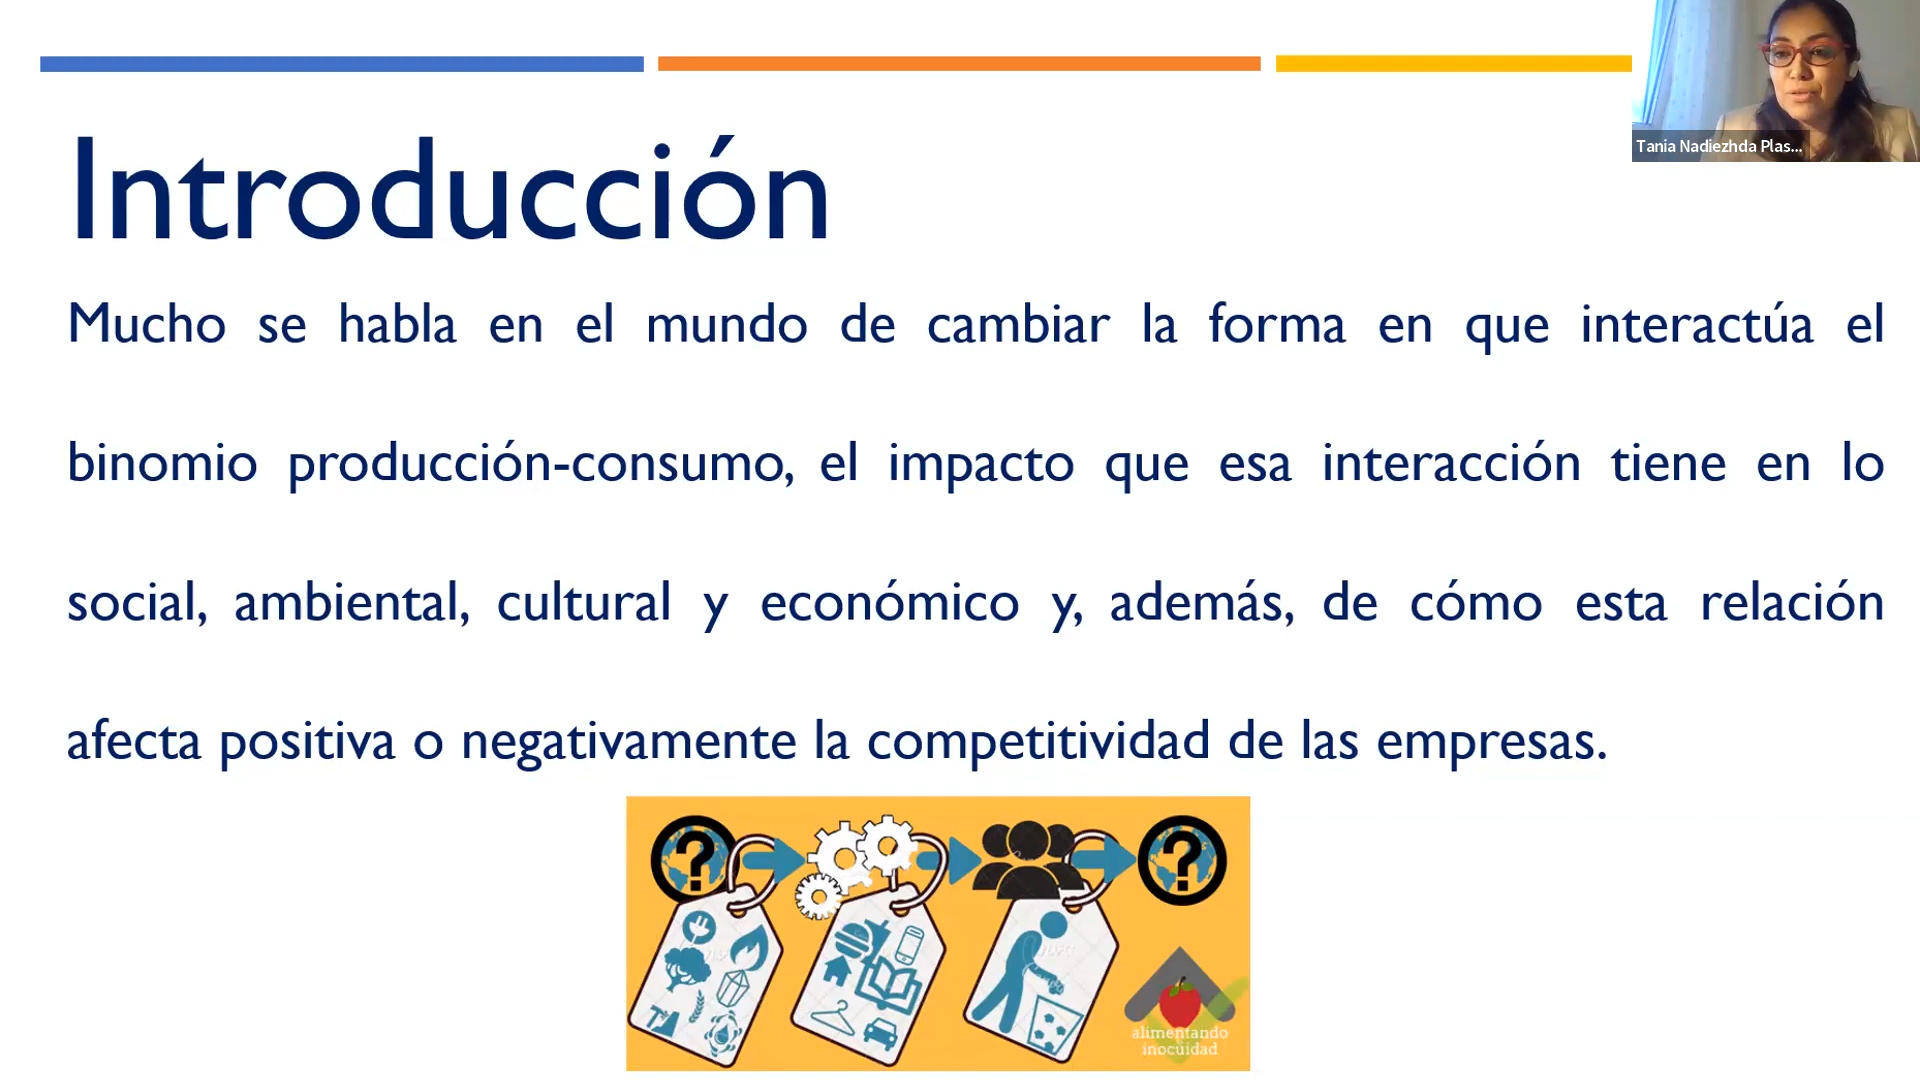 Tania Nadiezhda Plas...
Introducción
Mucho se habla en el mundo de cambiar la forma en que interactúa el
binomio producción-consumo, el impacto que esa interacción tiene en lo
social, ambiental, cultural y económico y, además, de cómo esta relación
afecta positiva o negativamente la competitividad de las empresas.
?
?
alimentando
inocuidad